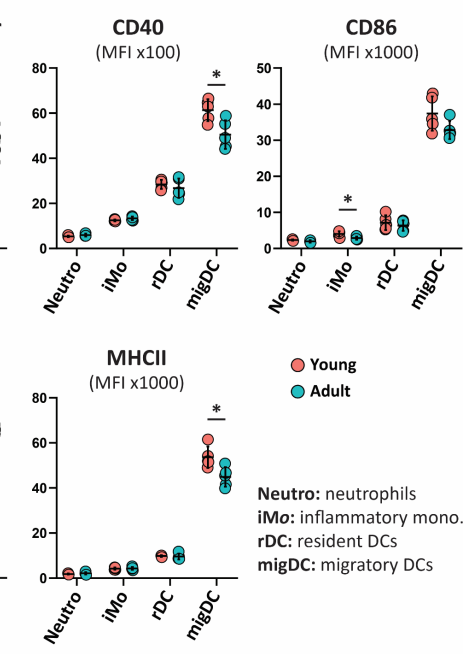 CD40
(MFI x100)
80
60
40
20
0
*
Neutro
iMo
rDC
migDC
CD86
(MFI x1000)
50
40
30
20
10
0
*
Neutro
iMo
rDC
migDC
MHCII
(MFI x1000)
80
60
40
20
0
*
Neutro
iMo
rDC
migDC
Young
Adult
Neutro: neutrophils
iMo: inflammatory mono.
rDC: resident DCs
migDC: migratory DCs